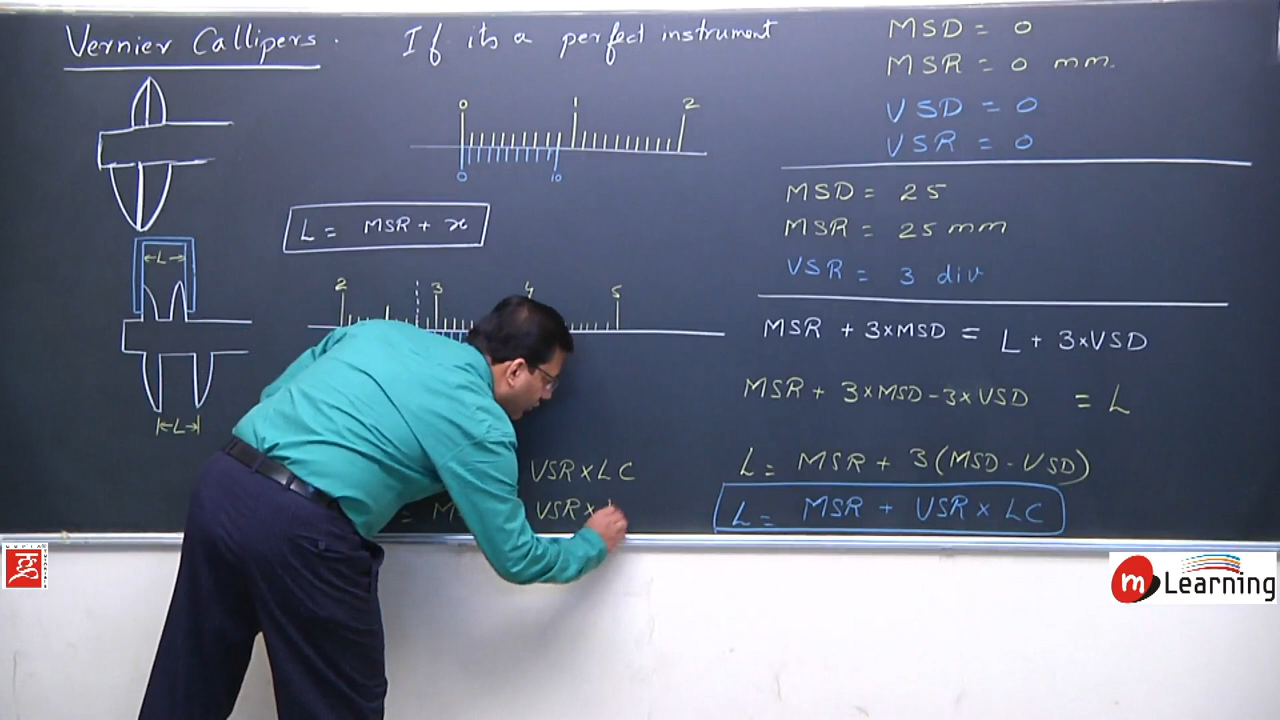 Vernier Callipers. If its a perfect instrument
0 1 2
0 10
L = MSR + x
L
2 3 4 5
L
VSR × LC
= M VSR ×
MSD = 0
MSR = 0 mm.
VSD = 0
VSR = 0
MSD = 25
MSR = 25 mm
VSR = 3 div
MSR + 3×MSD = L + 3×VSD
MSR + 3×MSD - 3×VSD = L
L = MSR + 3(MSD - VSD)
L = MSR + VSR × LC
m Learning